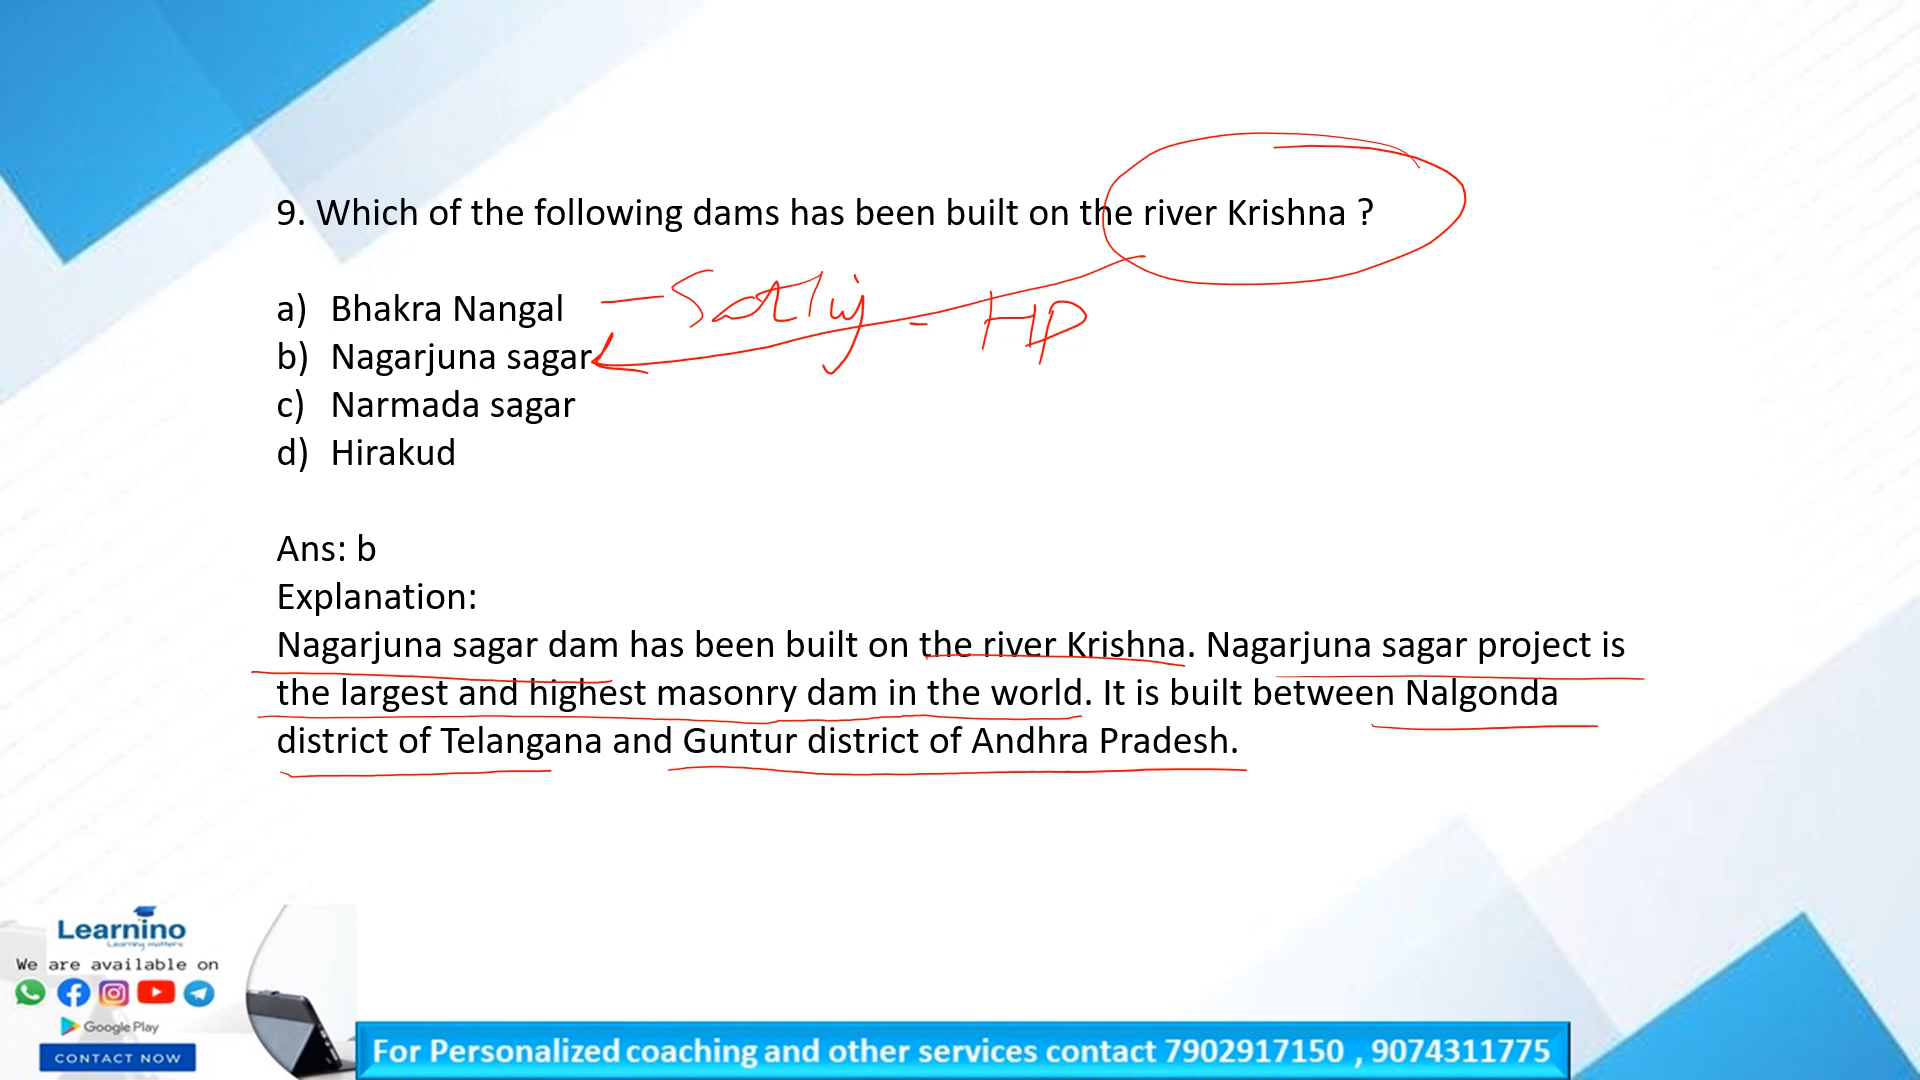 9. Which of the following dams has been built on the river Krishna ?
a) Bhakra Nangal — Satluj - HP
b) Nagarjuna sagar
c) Narmada sagar
d) Hirakud
Ans: b
Explanation:
Nagarjuna sagar dam has been built on the river Krishna. Nagarjuna sagar project is
the largest and highest masonry dam in the world. It is built between Nalgonda
district of Telangana and Guntur district of Andhra Pradesh.
Learnino
Learning matters
We are available on
Google Play
CONTACT NOW
For Personalized coaching and other services contact 7902917150 , 9074311775